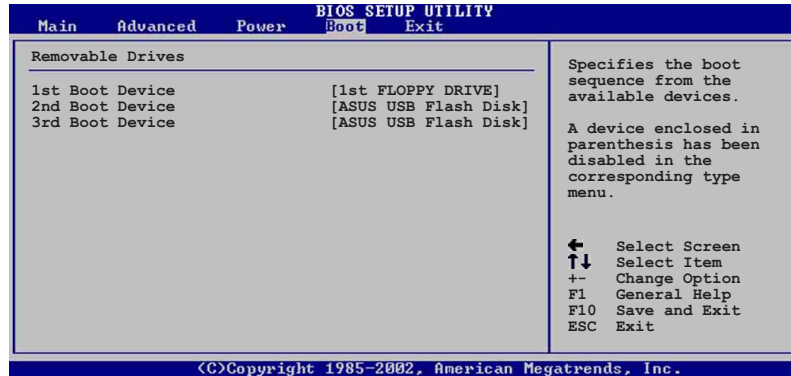 BIOS SETUP UTILITY
Main Advanced Power Boot Exit
Removable Drives
1st Boot Device [1st FLOPPY DRIVE]
2nd Boot Device [ASUS USB Flash Disk]
3rd Boot Device [ASUS USB Flash Disk]
Specifies the boot
sequence from the
available devices.
A device enclosed in
parenthesis has been
disabled in the
corresponding type
menu.
← Select Screen
↑↓ Select Item
+- Change Option
F1 General Help
F10 Save and Exit
ESC Exit
(C)Copyright 1985-2002, American Megatrends, Inc.